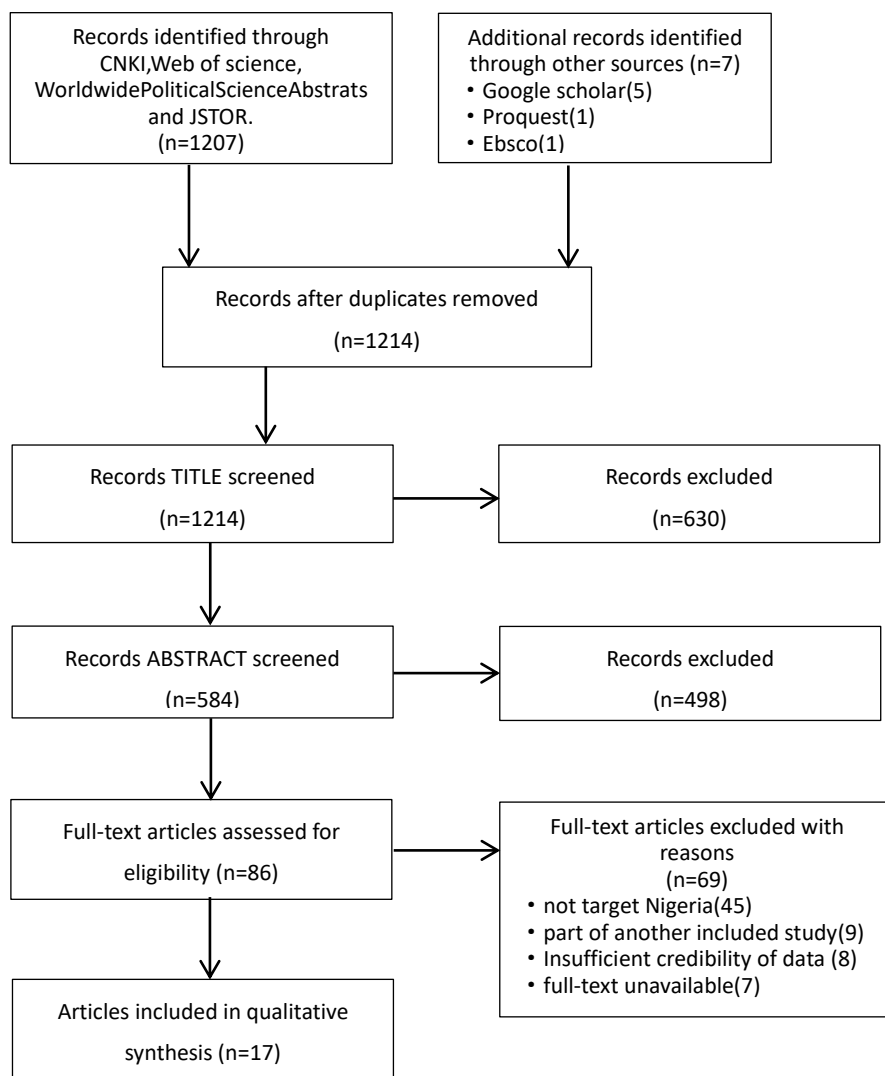 Records identified through
CNKI,Web of science,
WorldwidePoliticalScienceAbstrats
and JSTOR.
(n=1207)
Additional records identified
through other sources (n=7)
• Google scholar(5)
• Proquest(1)
• Ebsco(1)
Records after duplicates removed
(n=1214)
Records TITLE screened
(n=1214)
Records excluded
(n=630)
Records ABSTRACT screened
(n=584)
Records excluded
(n=498)
Full-text articles assessed for
eligibility (n=86)
Full-text articles excluded with
reasons
(n=69)
• not target Nigeria(45)
• part of another included study(9)
• Insufficient credibility of data (8)
• full-text unavailable(7)
Articles included in qualitative
synthesis (n=17)